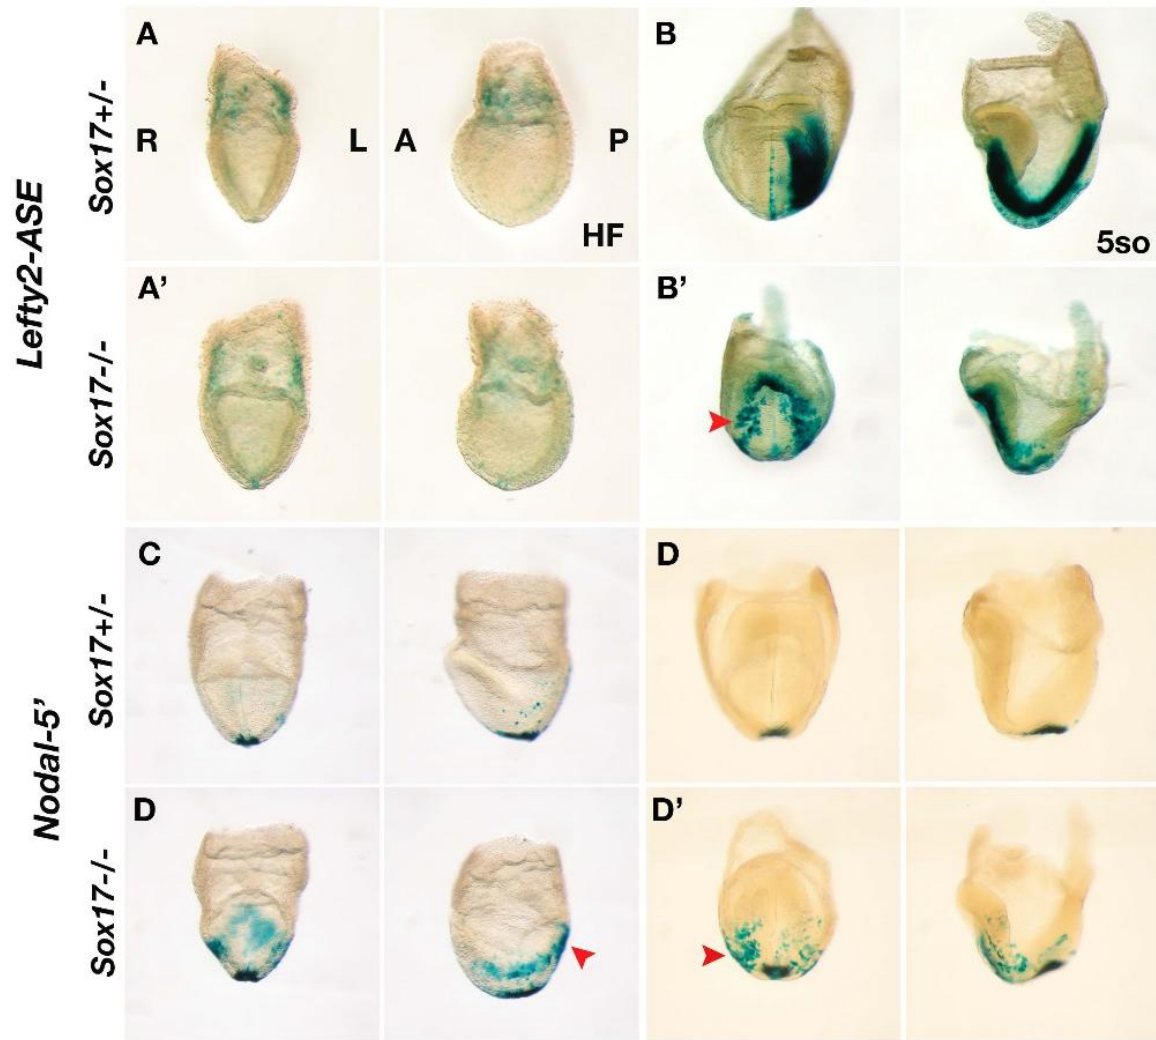 Lefty2-ASE
Sox17+/-
A
R
L
A
P
HF
B
5so
Sox17-/-
A’
B’
Nodal-5’
Sox17+/-
C
D
Sox17-/-
D
D’